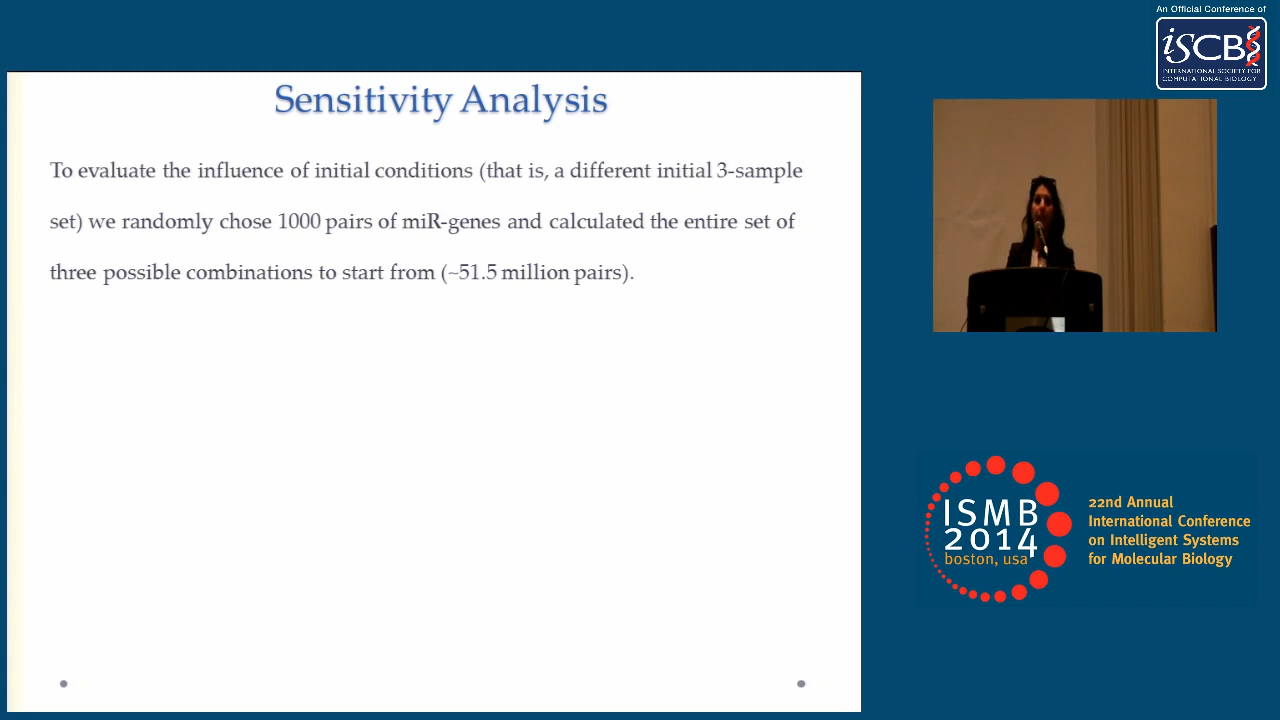 An Official Conference of
iSCB
INTERNATIONAL SOCIETY FOR
COMPUTATIONAL BIOLOGY
Sensitivity Analysis
To evaluate the influence of initial conditions (that is, a different initial 3-sample
set) we randomly chose 1000 pairs of miR-genes and calculated the entire set of
three possible combinations to start from (~51.5 million pairs).
ISMB
2014
boston, usa
22nd Annual
International Conference
on Intelligent Systems
for Molecular Biology